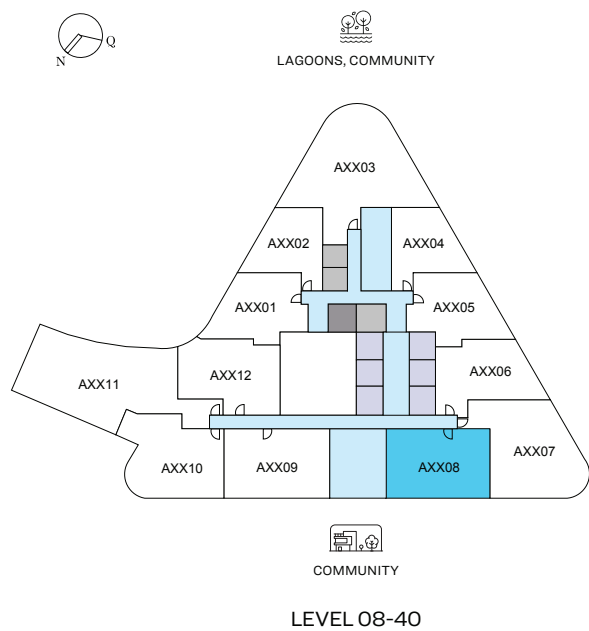 N
Q
LAGOONS, COMMUNITY
AXX03
AXX02
AXX04
AXX01
AXX05
AXX11
AXX12
AXX06
AXX10
AXX09
AXX08
AXX07
COMMUNITY
LEVEL 08-40